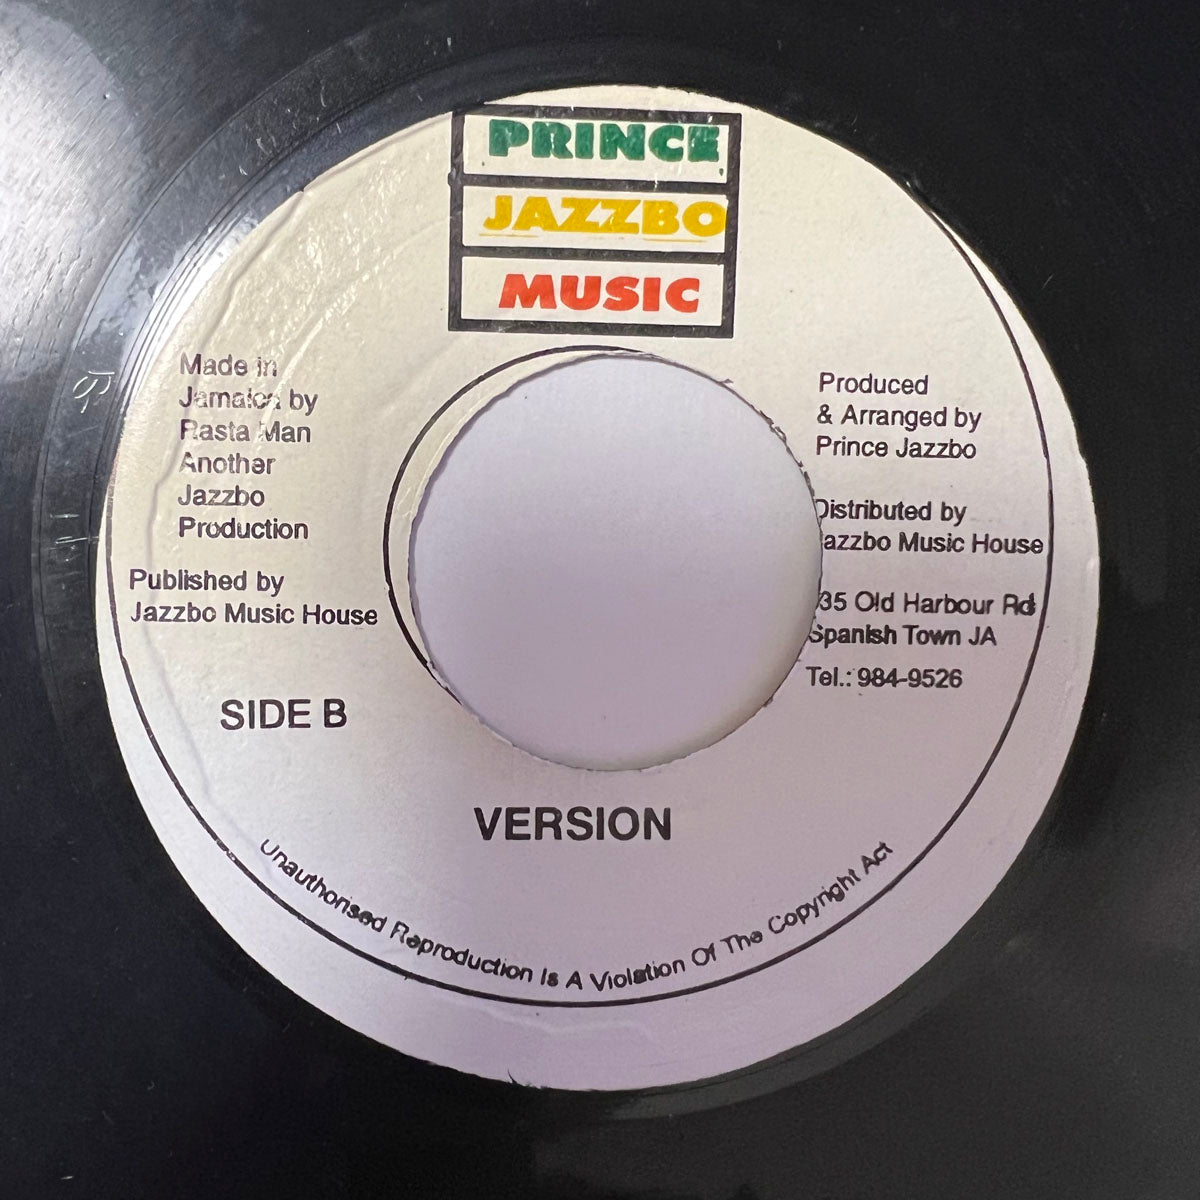 PRINCE
JAZZBO
MUSIC
Made in
Jamaica by
Rasta Man
Another
Jazzbo
Production
Published by
Jazzbo Music House
SIDE B
Produced
& Arranged by
Prince Jazzbo
Distributed by
azzbo Music House
35 Old Harbour Rd
Spanish Town JA
Tel.: 984-9526
VERSION
Unauthorised Reproduction Is A Violation Of The Copyright Act